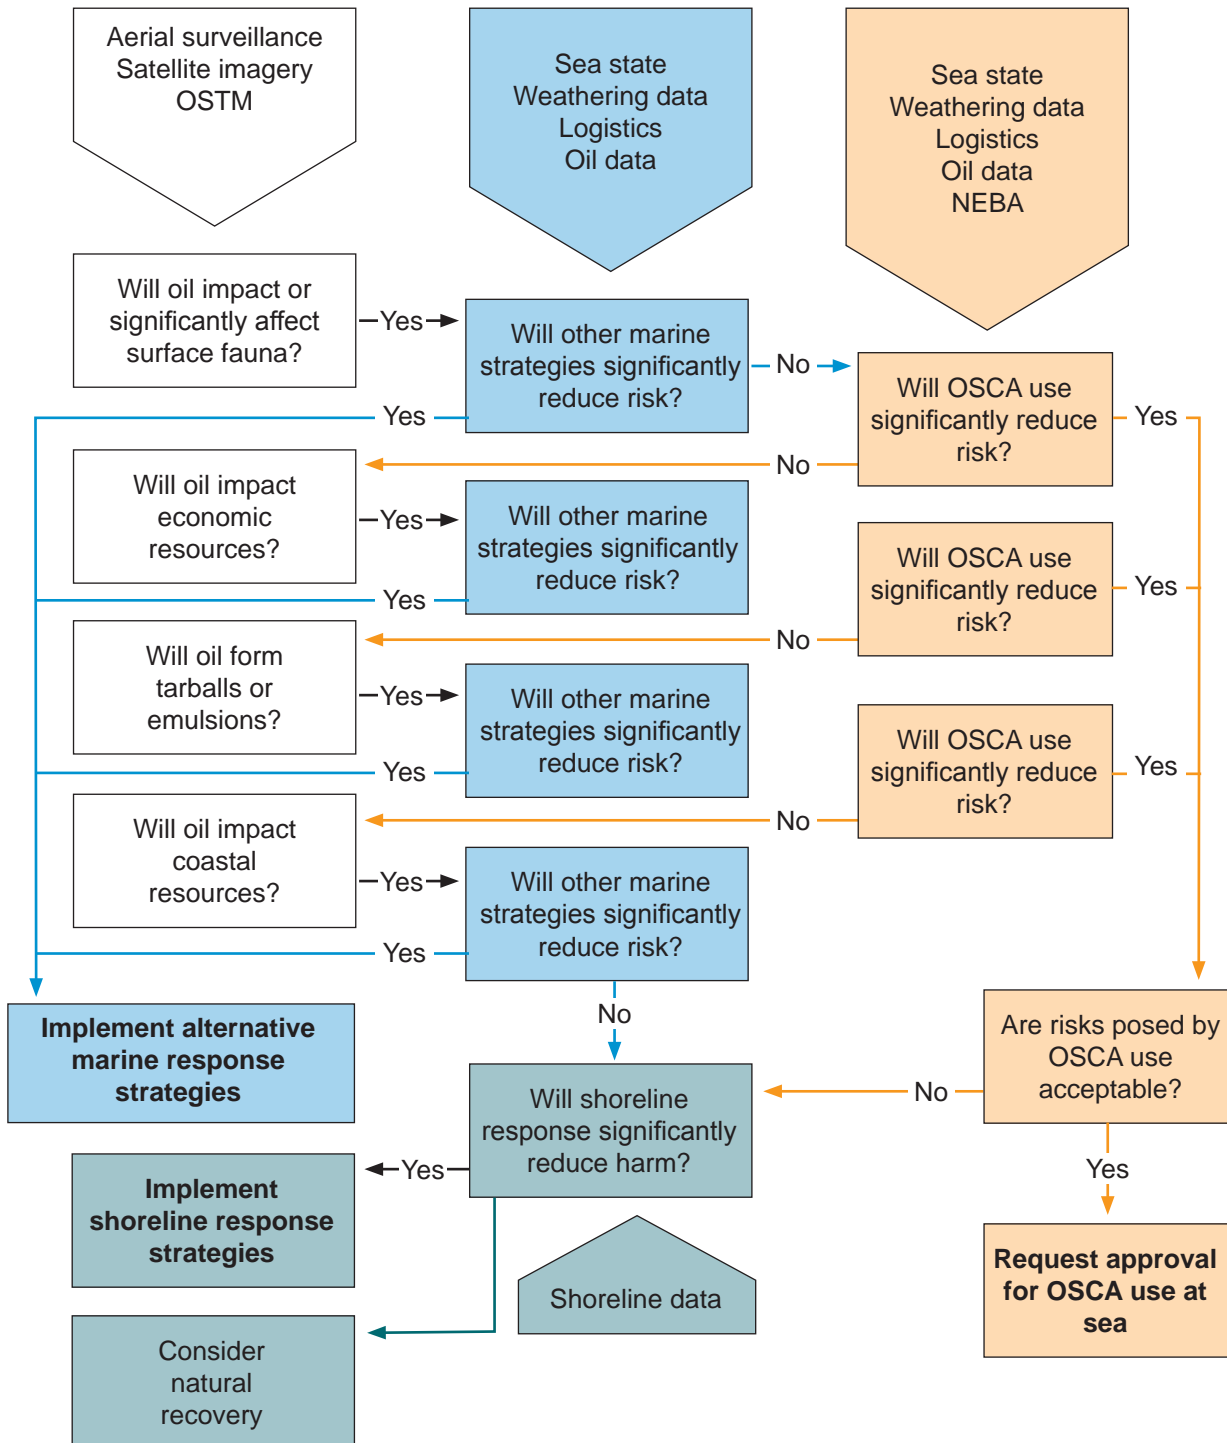 Aerial surveillance
Satellite imagery
OSTM
Sea state
Weathering data
Logistics
Oil data
Sea state
Weathering data
Logistics
Oil data
NEBA
Will oil impact or
significantly affect
surface fauna?
Yes
Will other marine
strategies significantly
reduce risk?
No
Will OSCA use
significantly reduce
risk?
Yes
Yes
No
Will oil impact
economic
resources?
Yes
Will other marine
strategies significantly
reduce risk?
Will OSCA use
significantly reduce
risk?
Yes
Yes
No
Will oil form
tarballs or
emulsions?
Yes
Will other marine
strategies significantly
reduce risk?
Will OSCA use
significantly reduce
risk?
Yes
Yes
No
Will oil impact
coastal
resources?
Yes
Will other marine
strategies significantly
reduce risk?
Yes
No
Implement alternative
marine response
strategies
Are risks posed by
OSCA use
acceptable?
No
Yes
Will shoreline
response significantly
reduce harm?
Yes
Implement
shoreline response
strategies
Shoreline data
Request approval
for OSCA use at
sea
Consider
natural
recovery